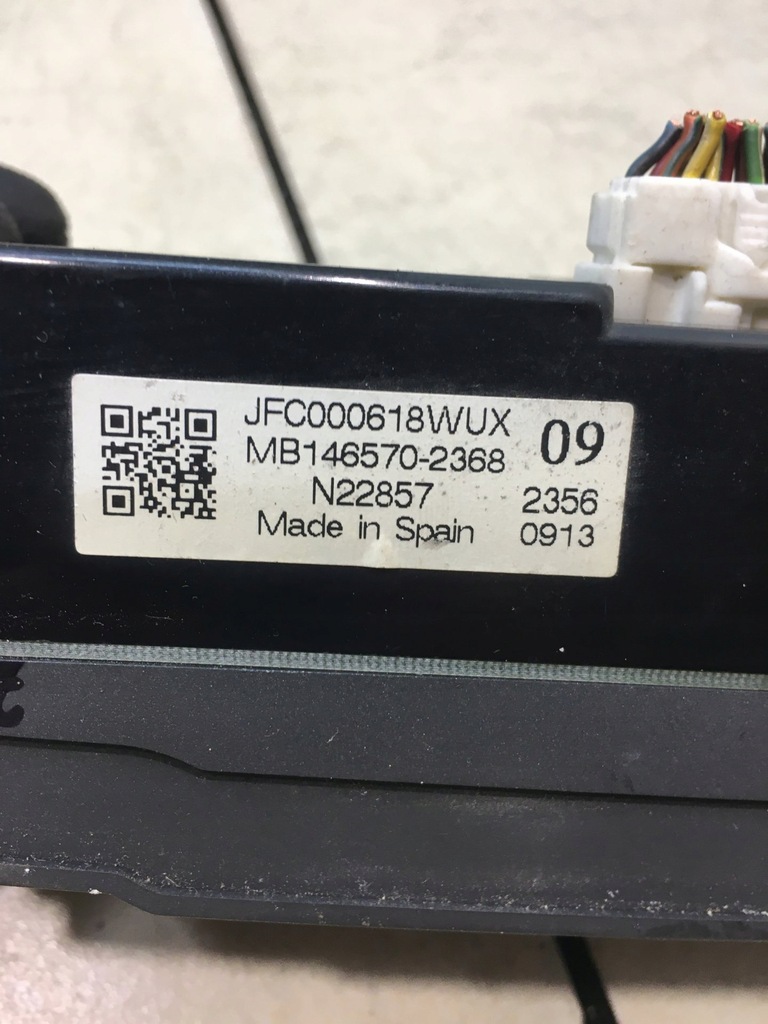 JFC000618WUX
09
MB146570-2368
N22857
2356
Made in Spain
0913